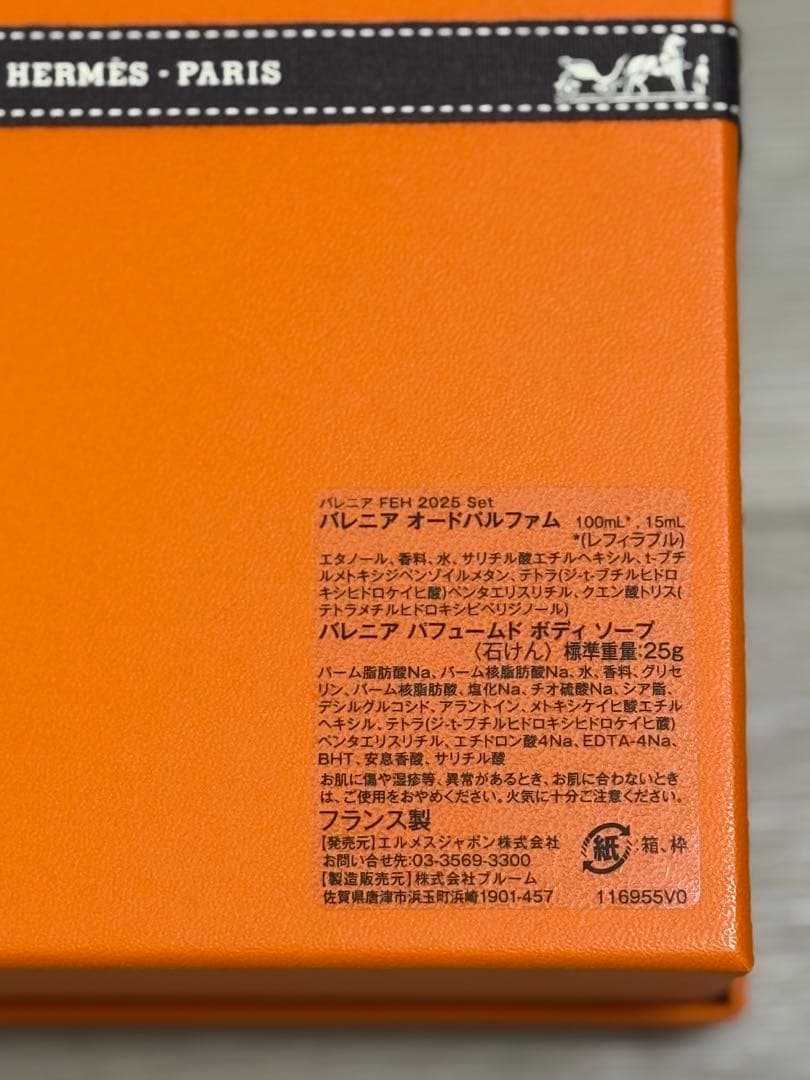 HERMÈS - PARIS
バレニア FEH 2025 Set
バレニア オードパルファム 100mL*, 15mL
*(レフィラブル)
エタノール、香料、水、サリチル酸エチルヘキシル、t-ブチ
ルメトキシジベンゾイルメタン、テトラ(ジ-t-ブチルヒドロ
キシヒドロケイヒ酸)ペンタエリスリチル、クエン酸トリス(
テトラメチルヒドロキシピペリジノール)
バレニア パフュームド ボディ ソープ
〈石けん〉標準重量:25g
パーム脂肪酸Na、パーム核脂肪酸Na、水、香料、グリセ
リン、パーム核脂肪酸、塩化Na、チオ硫酸Na、シア脂、
デシルグルコシド、アラントイン、メトキシケイヒ酸エチル
ヘキシル、テトラ(ジ-t-ブチルヒドロキシヒドロケイヒ酸)
ペンタエリスリチル、エチドロン酸4Na、EDTA-4Na、
BHT、安息香酸、サリチル酸
お肌に傷や湿疹等、異常があるとき、お肌に合わないとき
は、ご使用をおやめください。火気に十分ご注意ください。
フランス製
【発売元】エルメスジャポン株式会社
お問い合せ先:03-3569-3300
【製造販売元】株式会社ブルーム
佐賀県唐津市浜玉町浜崎1901-457
紙:箱、枠
116955V0